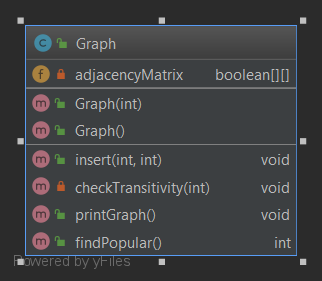 C Graph
f adjacencyMatrix boolean[][]
m Graph(int)
m Graph()
m insert(int, int) void
m checkTransitivity(int) void
m printGraph() void
m findPopular() int
Powered by yFiles